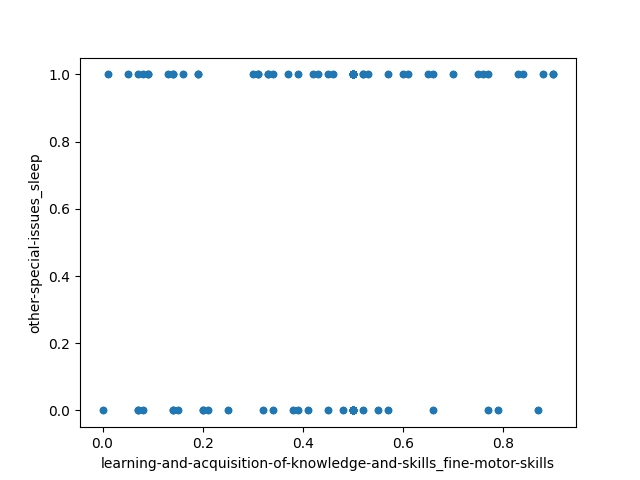 1.0
0.8
0.6
0.4
0.2
0.0
other-special-issues_sleep
0.0 0.2 0.4 0.6 0.8
learning-and-acquisition-of-knowledge-and-skills_fine-motor-skills